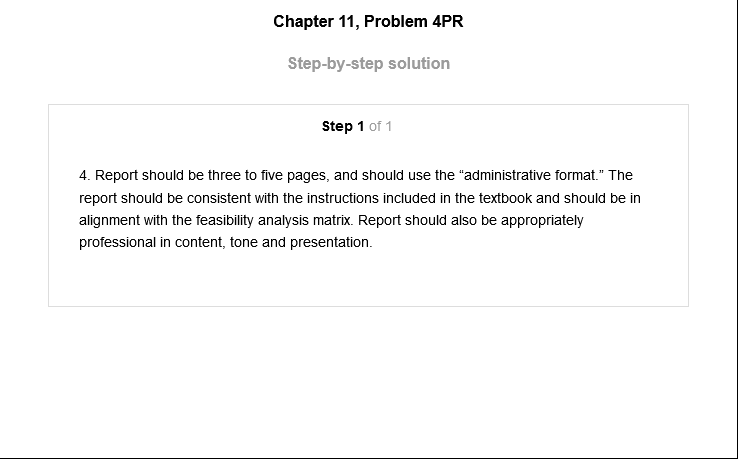 Chapter 11, Problem 4PR
Step-by-step solution
Step 1 of 1
4. Report should be three to five pages, and should use the “administrative format.” The
report should be consistent with the instructions included in the textbook and should be in
alignment with the feasibility analysis matrix. Report should also be appropriately
professional in content, tone and presentation.